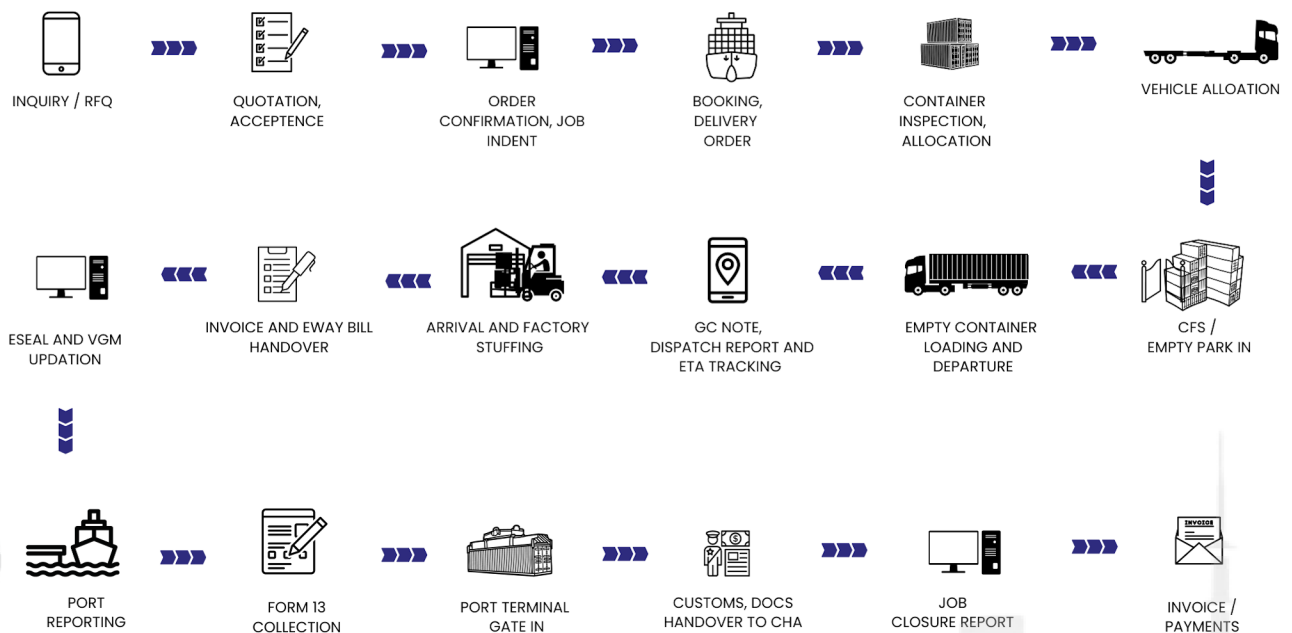 INQUIRY / RFQ
QUOTATION,
ACCEPTENCE
ORDER
CONFIRMATION, JOB
INDENT
BOOKING,
DELIVERY
ORDER
CONTAINER
INSPECTION,
ALLOCATION
VEHICLE ALLOATION
ESEAL AND VGM
UPDATION
INVOICE AND EWAY BILL
HANDOVER
ARRIVAL AND FACTORY
STUFFING
GC NOTE,
DISPATCH REPORT AND
ETA TRACKING
EMPTY CONTAINER
LOADING AND
DEPARTURE
CFS /
EMPTY PARK IN
PORT
REPORTING
FORM 13
COLLECTION
PORT TERMINAL
GATE IN
CUSTOMS, DOCS
HANDOVER TO CHA
JOB
CLOSURE REPORT
INVOICE
INVOICE /
PAYMENTS